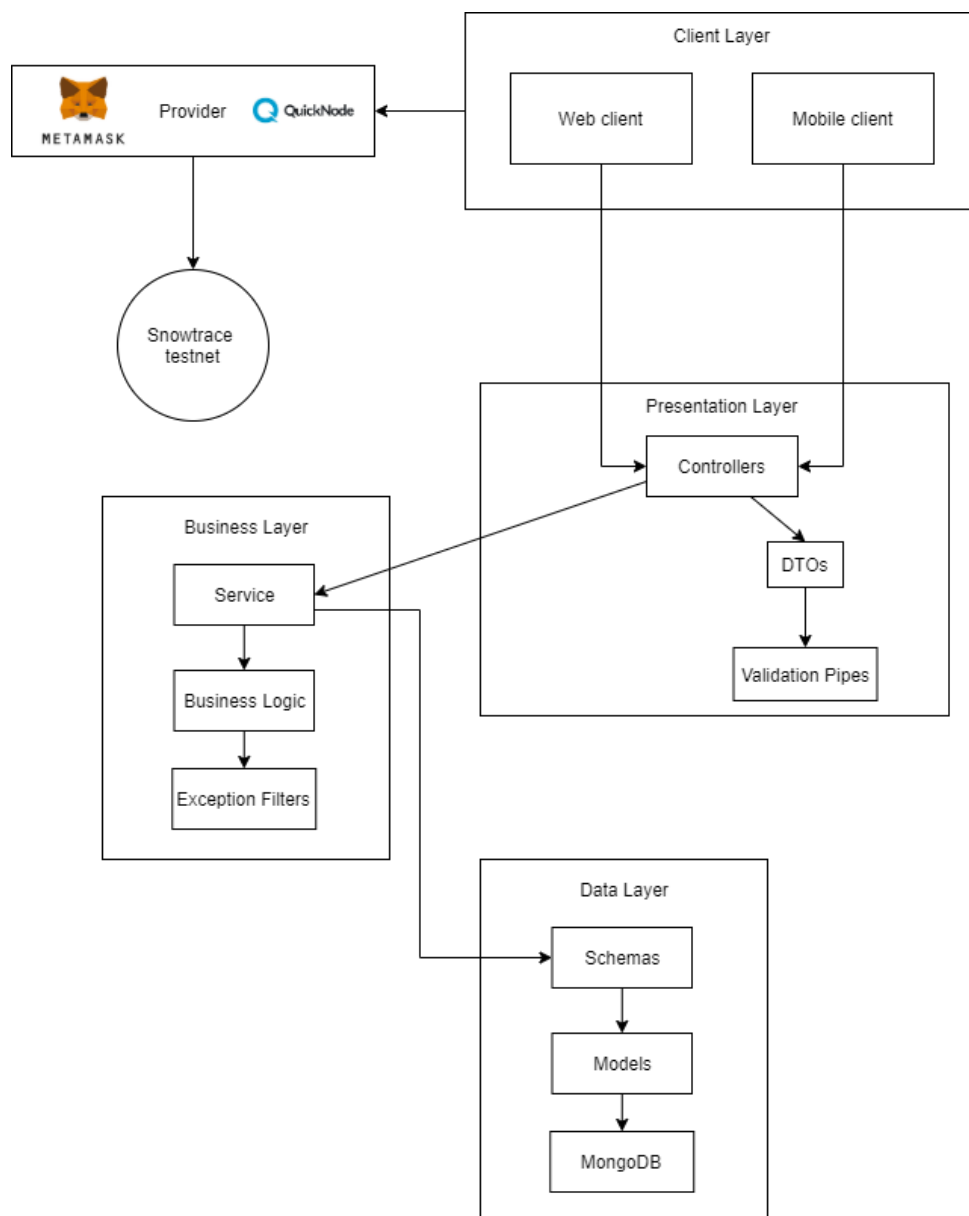 Client Layer
METAMASK
Provider
QuickNode
Web client
Mobile client
Snowtrace
testnet
Presentation Layer
Controllers
DTOs
Validation Pipes
Business Layer
Service
Business Logic
Exception Filters
Data Layer
Schemas
Models
MongoDB